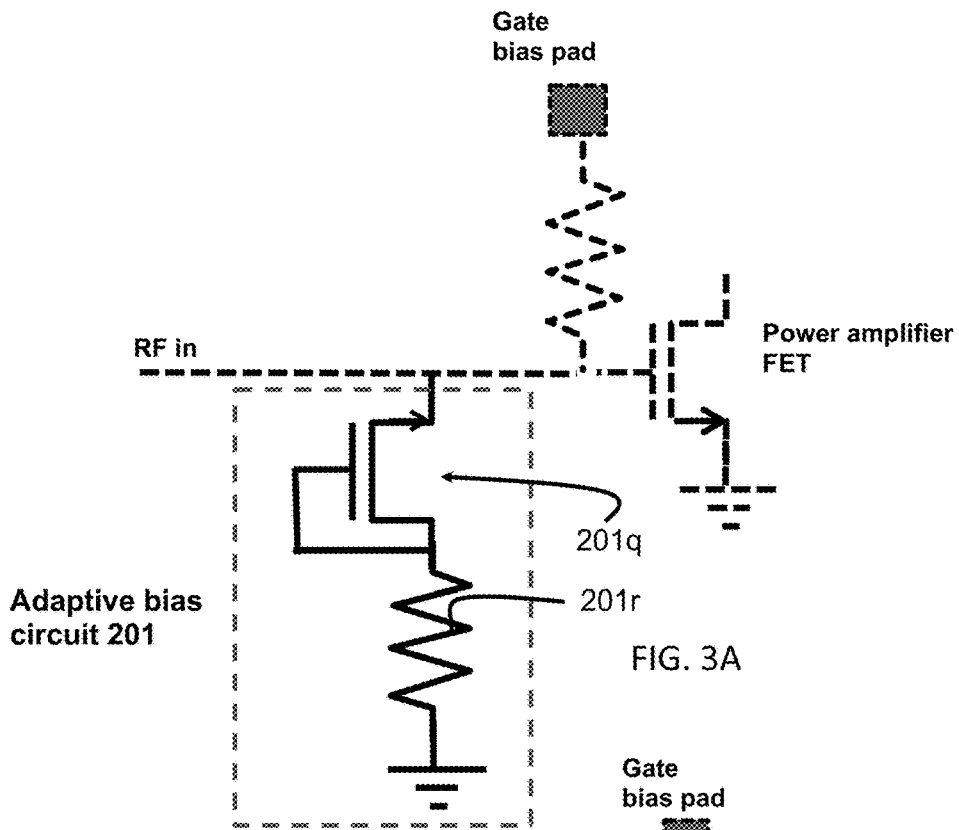 Gate
bias pad
RF in
Power amplifier
FET
201q
201r
Adaptive bias
circuit 201
FIG. 3A
Gate
bias pad